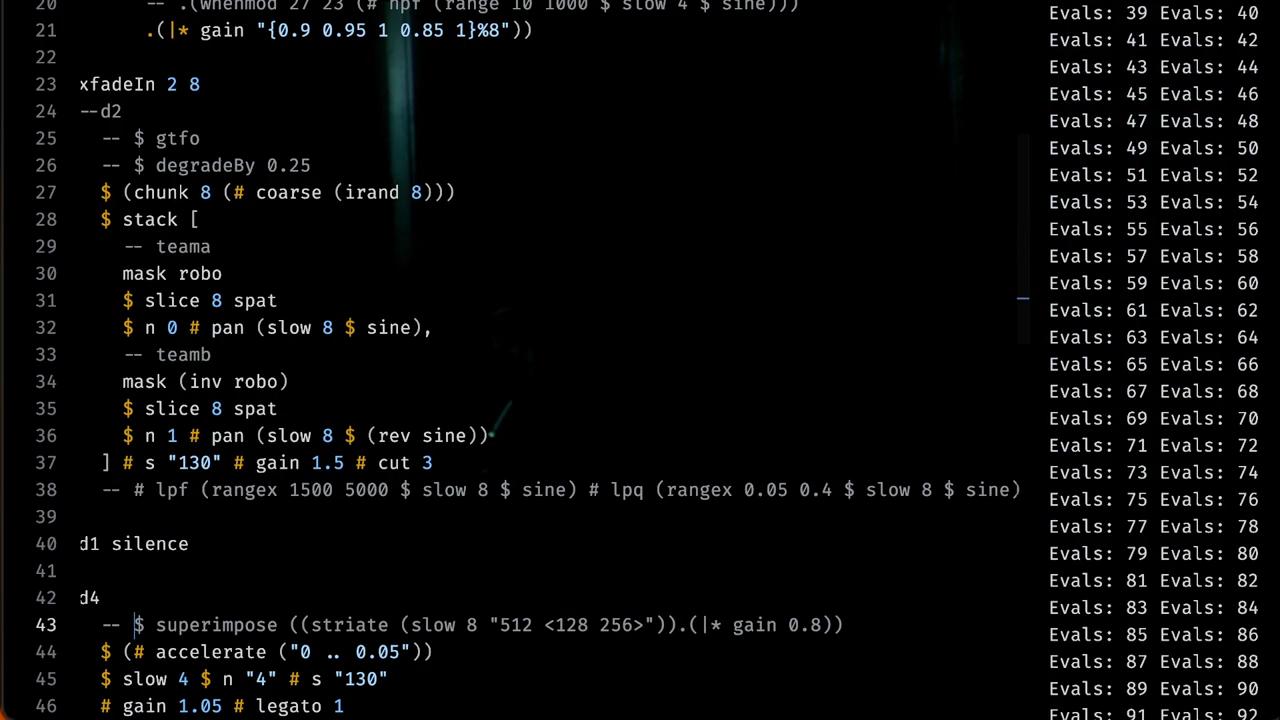 20 -- .(whenmod 27 23 (# hpf (range 10 1000 $ slow 4 $ sine)))
21 .(|* gain "{0.9 0.95 1 0.85 1}%8"))
22
23 xfadeIn 2 8
24 --d2
25 -- $ gtfo
26 -- $ degradeBy 0.25
27 $ (chunk 8 (# coarse (irand 8)))
28 $ stack [
29 -- teama
30 mask robo
31 $ slice 8 spat
32 $ n 0 # pan (slow 8 $ sine),
33 -- teamb
34 mask (inv robo)
35 $ slice 8 spat
36 $ n 1 # pan (slow 8 $ (rev sine))
37 ] # s "130" # gain 1.5 # cut 3
38 -- # lpf (rangex 1500 5000 $ slow 8 $ sine) # lpq (rangex 0.05 0.4 $ slow 8 $ sine)
39
40 d1 silence
41
42 d4
43 -- $ superimpose ((striate (slow 8 "512 <128 256>")).(|* gain 0.8))
44 $ (# accelerate ("0 .. 0.05"))
45 $ slow 4 $ n "4" # s "130"
46 # gain 1.05 # legato 1
Evals: 39 Evals: 40
Evals: 41 Evals: 42
Evals: 43 Evals: 44
Evals: 45 Evals: 46
Evals: 47 Evals: 48
Evals: 49 Evals: 50
Evals: 51 Evals: 52
Evals: 53 Evals: 54
Evals: 55 Evals: 56
Evals: 57 Evals: 58
Evals: 59 Evals: 60
Evals: 61 Evals: 62
Evals: 63 Evals: 64
Evals: 65 Evals: 66
Evals: 67 Evals: 68
Evals: 69 Evals: 70
Evals: 71 Evals: 72
Evals: 73 Evals: 74
Evals: 75 Evals: 76
Evals: 77 Evals: 78
Evals: 79 Evals: 80
Evals: 81 Evals: 82
Evals: 83 Evals: 84
Evals: 85 Evals: 86
Evals: 87 Evals: 88
Evals: 89 Evals: 90
Evals: 91 Evals: 92